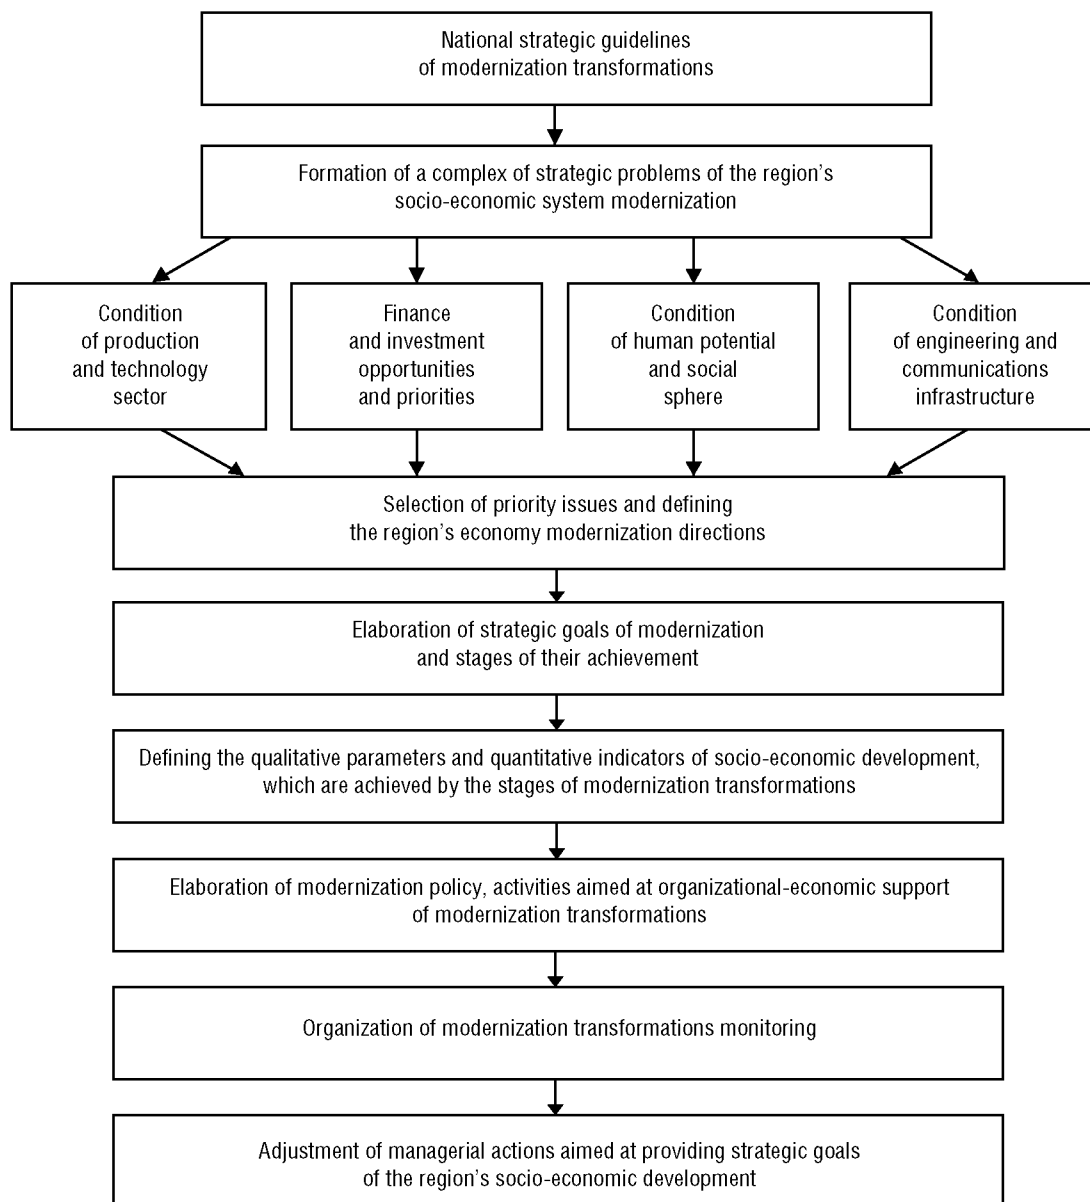 National strategic guidelines
of modernization transformations
Formation of a complex of strategic problems of the region's
socio-economic system modernization
Condition
of production
and technology
sector
Finance
and investment
opportunities
and priorities
Condition
of human potential
and social
sphere
Condition
of engineering and
communications
infrastructure
Selection of priority issues and defining
the region's economy modernization directions
Elaboration of strategic goals of modernization
and stages of their achievement
Defining the qualitative parameters and quantitative indicators of socio-economic development,
which are achieved by the stages of modernization transformations
Elaboration of modernization policy, activities aimed at organizational-economic support
of modernization transformations
Organization of modernization transformations monitoring
Adjustment of managerial actions aimed at providing strategic goals
of the region's socio-economic development